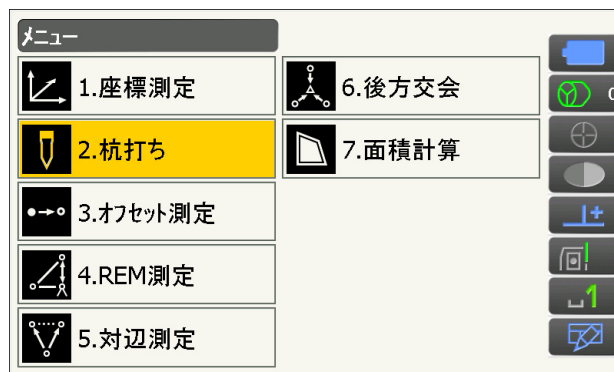 メニュー
1.座標測定
2.杭打ち
3.オフセット測定
4.REM測定
5.対辺測定
6.後方交会
7.面積計算
1